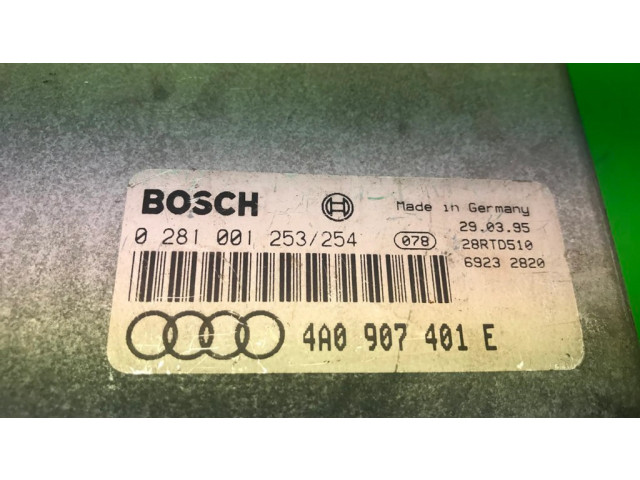 BOSCH Made in Germany
29.03.95
0 281 001 253/254 078 28RTD510
6923 2820
4A0 907 401 E